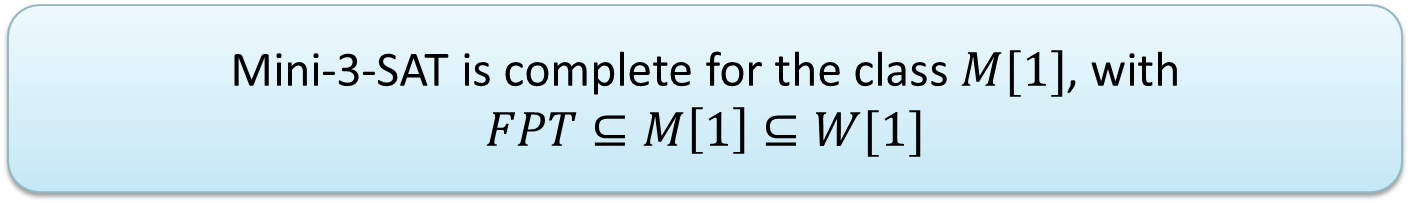 Mini-3-SAT is complete for the class M[1], with
FPT ⊆ M[1] ⊆ W[1]